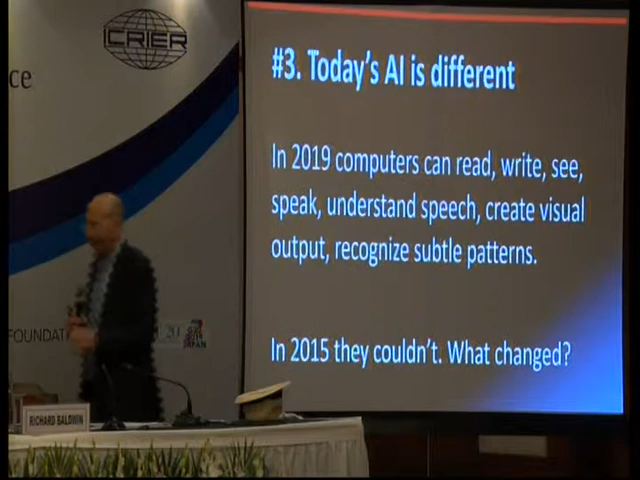 ICRIER
ce
#3. Today's AI is different
In 2019 computers can read, write, see,
speak, understand speech, create visual
output, recognize subtle patterns.
In 2015 they couldn't. What changed?
FOUNDATI
JAPAN
RICHARD BALDWIN